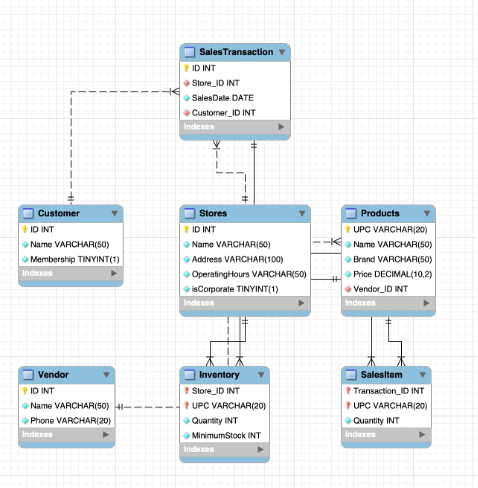 SalesTransaction
ID INT
Store_ID INT
SalesDate DATE
Customer_ID INT
Indexes
Customer
ID INT
Name VARCHAR(50)
Membership TINYINT(1)
Indexes
Stores
ID INT
Name VARCHAR(50)
Address VARCHAR(100)
OperatingHours VARCHAR(50)
isCorporate TINYINT(1)
Indexes
Products
UPC VARCHAR(20)
Name VARCHAR(50)
Brand VARCHAR(50)
Price DECIMAL(10,2)
Vendor_ID INT
Indexes
Vendor
ID INT
Name VARCHAR(50)
Phone VARCHAR(20)
Indexes
Inventory
Store_ID INT
UPC VARCHAR(20)
Quantity INT
MinimumStock INT
Indexes
SalesItem
Transaction_ID INT
UPC VARCHAR(20)
Quantity INT
Indexes